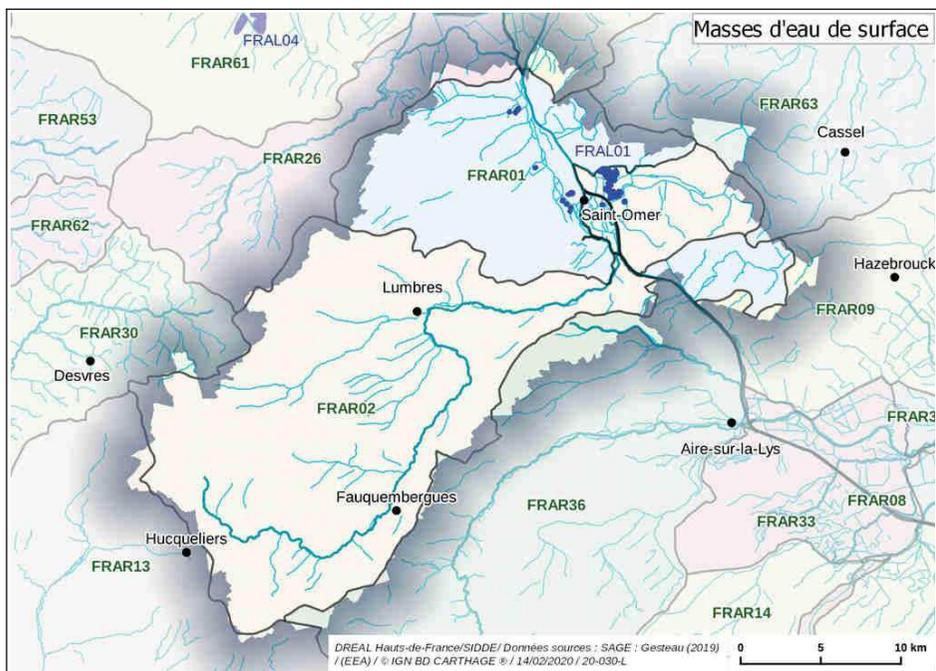 Masses d'eau de surface
FRAL04
FRAR61
FRAR53
FRAR63
Cassel
FRAR26
FRAL01
FRAR01
FRAR62
Saint-Omer
Hazebrouck
Lumbres
FRAR09
FRAR30
Desvres
FRAR02
FRAR3
Aire-sur-la-Lys
Fauquembergues
FRAR36
FRAR08
FRAR33
Hucqueliers
FRAR13
FRAR14
DREAL Hauts-de-France/SIDDE/ Données sources : SAGE : Gesteau (2019)
/ (EEA) / © IGN BD CARTHAGE ® / 14/02/2020 / 20-030-L
0 5 10 km